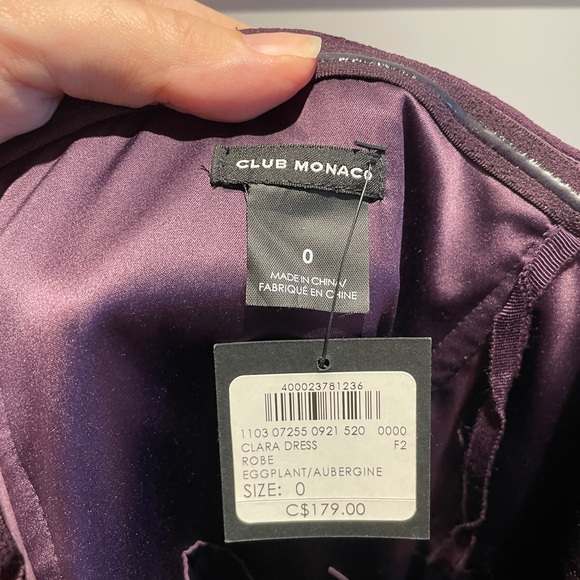 CLUB MONACO
0
MADE IN CHINA/
FABRIQUÉ EN CHINE
400023781236
1103 07255 0921 520 0000
CLARA DRESS F2
ROBE
EGGPLANT/AUBERGINE
SIZE: 0
C$179.00